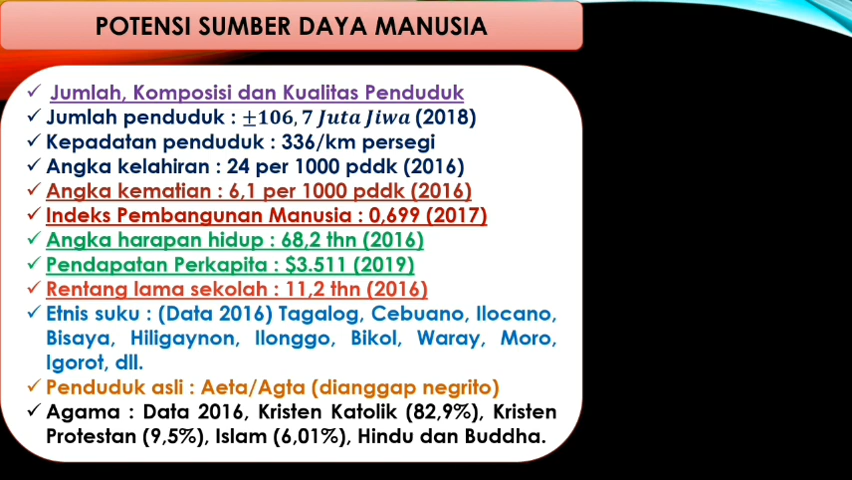 POTENSI SUMBER DAYA MANUSIA
✓ Jumlah, Komposisi dan Kualitas Penduduk
✓ Jumlah penduduk : ±106,7 Juta Jiwa (2018)
✓ Kepadatan penduduk : 336/km persegi
✓ Angka kelahiran : 24 per 1000 pddk (2016)
✓ Angka kematian : 6,1 per 1000 pddk (2016)
✓ Indeks Pembangunan Manusia : 0,699 (2017)
✓ Angka harapan hidup : 68,2 thn (2016)
✓ Pendapatan Perkapita : $3.511 (2019)
✓ Rentang lama sekolah : 11,2 thn (2016)
✓ Etnis suku : (Data 2016) Tagalog, Cebuano, Ilocano,
Bisaya, Hiligaynon, Ilonggo, Bikol, Waray, Moro,
Igorot, dll.
✓ Penduduk asli : Aeta/Agta (dianggap negrito)
✓ Agama : Data 2016, Kristen Katolik (82,9%), Kristen
Protestan (9,5%), Islam (6,01%), Hindu dan Buddha.